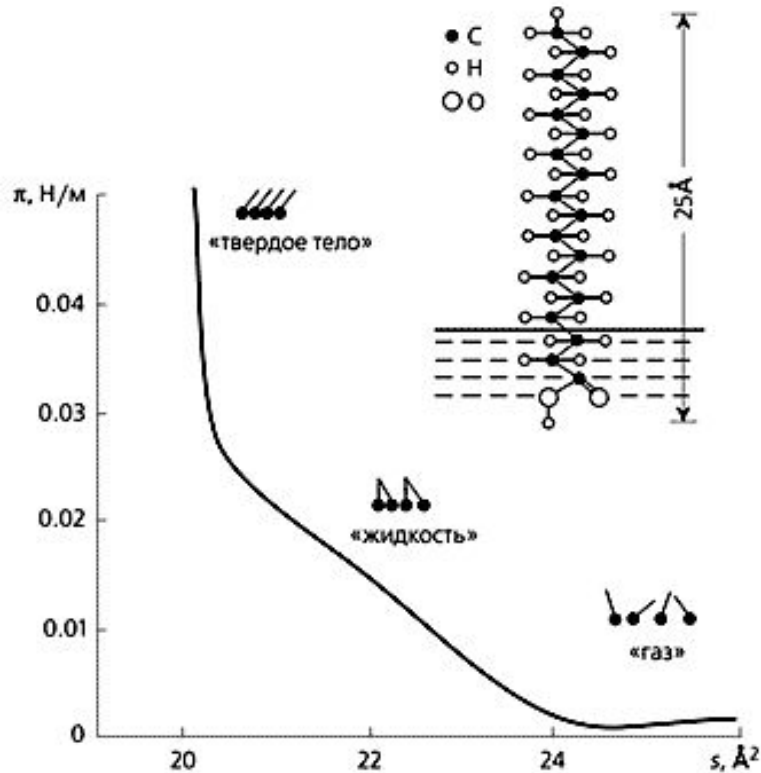 C
H
O
25Å
π, Н/м
«твердое тело»
0.04
0.03
0.02
«жидкость»
0.01
«газ»
0
20
22
24
s, Å²